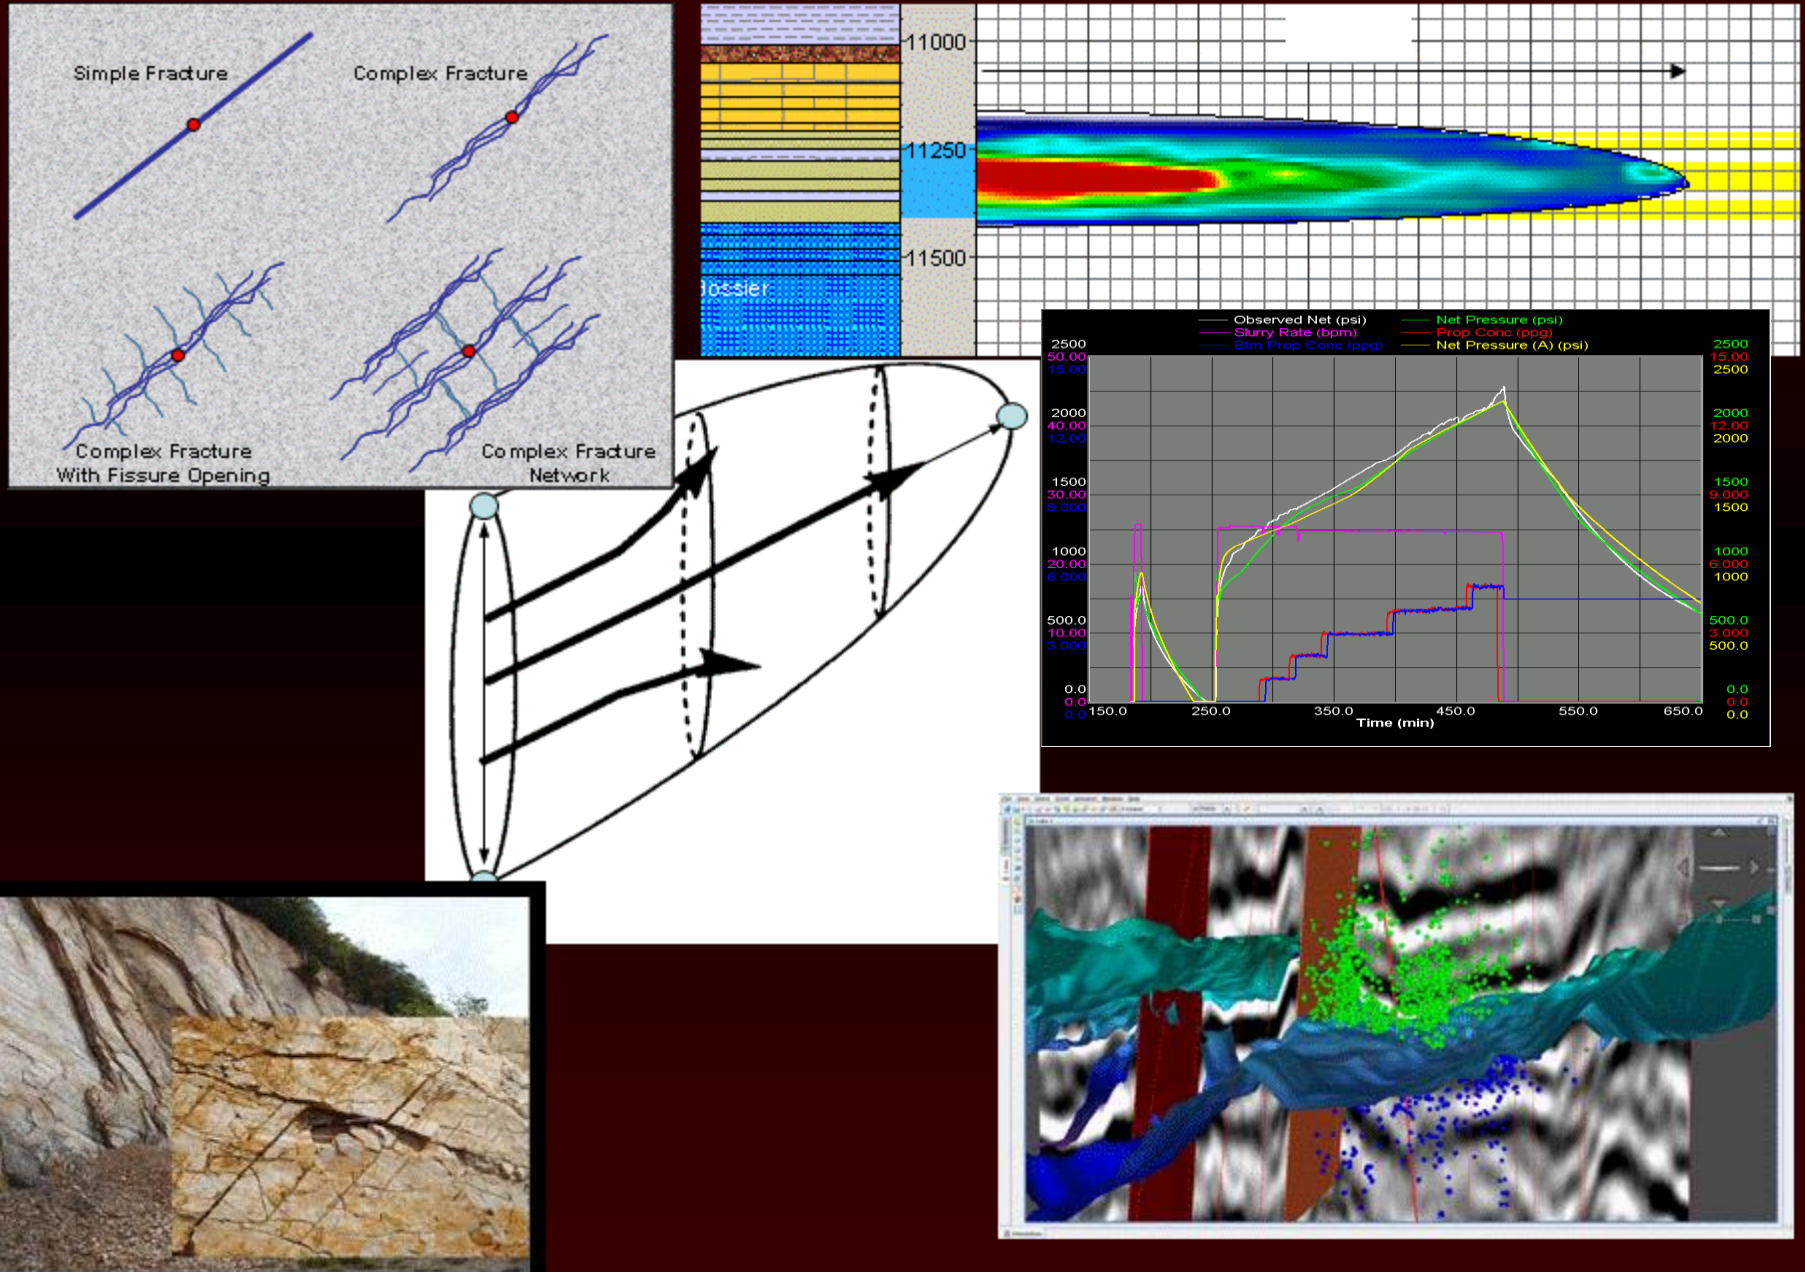 Simple Fracture
Complex Fracture
Complex Fracture
With Fissure Opening
Complex Fracture
Network
11000
11250
11500
Observed Net (psi)
Net Pressure (psi)
Slurry Rate (bpm)
Prop Conc (ppg)
Btm Prop Conc (ppg)
Net Pressure (A) (psi)
2500
50.00
15.00
2000
40.00
12.00
1500
30.00
9.000
1000
20.00
6.000
500.0
10.00
3.000
0.0
0.0
0.0
2500
15.00
2500
2000
12.00
2000
1500
9.000
1500
1000
6.000
1000
500.0
3.000
500.0
0.0
0.0
0.0
150.0 250.0 350.0 450.0 550.0 650.0
Time (min)